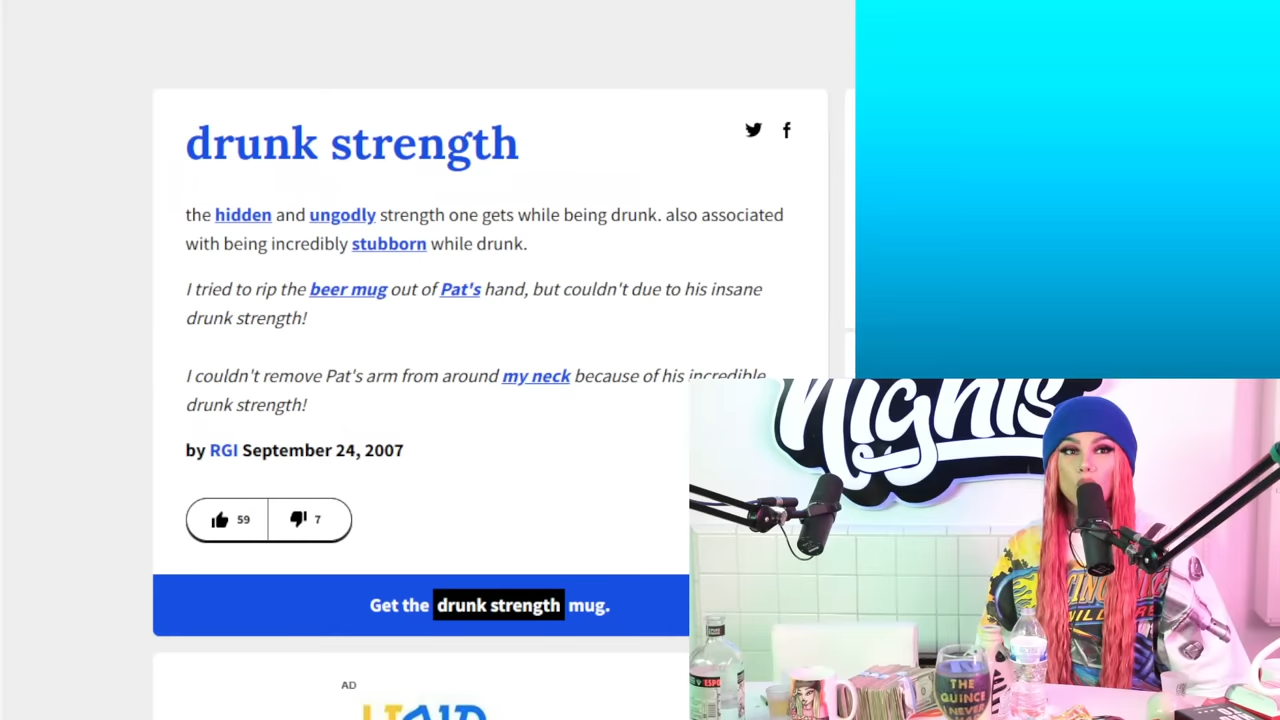 drunk strength
the hidden and ungodly strength one gets while being drunk. also associated
with being incredibly stubborn while drunk.
I tried to rip the beer mug out of Pat's hand, but couldn't due to his insane
drunk strength!
I couldn't remove Pat's arm from around my neck because of his incredible
drunk strength!
by RGI September 24, 2007
59
7
Get the drunk strength mug.
AD
Nights
THE
QUINCE